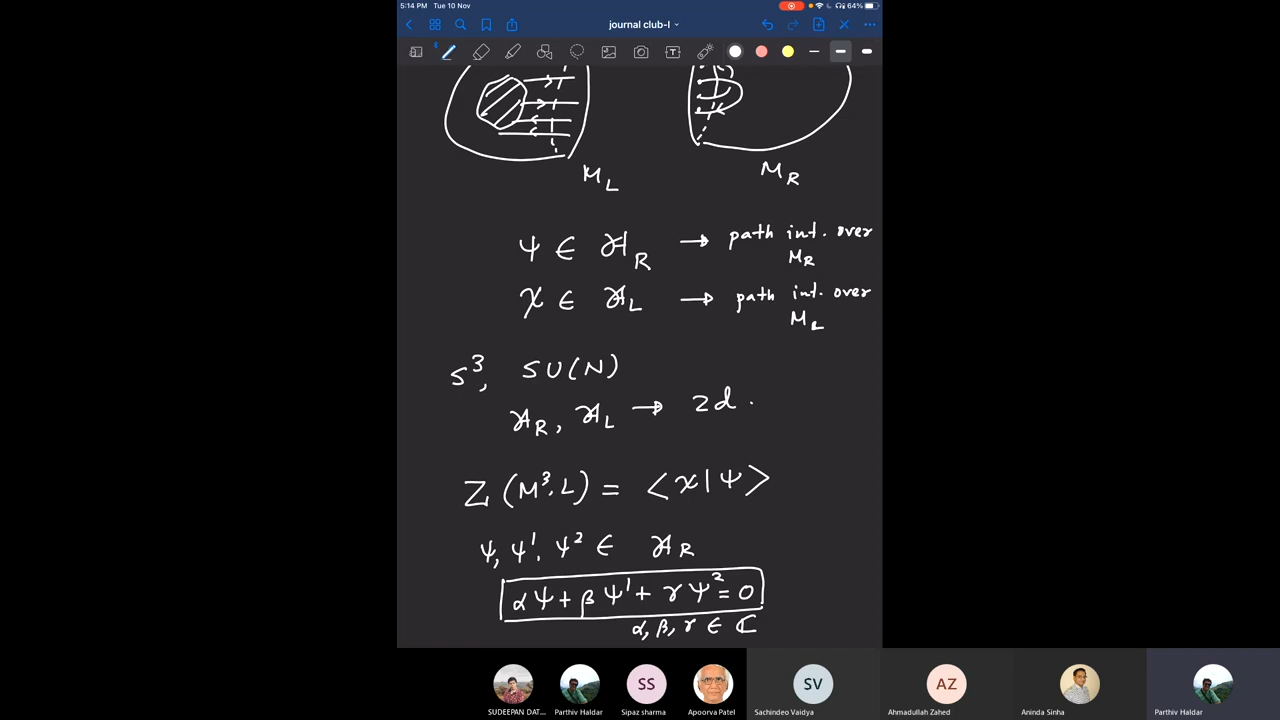 5:14 PM Tue 10 Nov
64%
journal club-1
M_L
M_R
ψ ∈ ℋ_R → path int. over M_R
χ ∈ ℋ_L → path int. over M_L
S³, SU(N)
ℋ_R, ℋ_L → 2d.
Z (M³, L) = ⟨χ|ψ⟩
ψ, ψ¹, ψ² ∈ ℋ_R
αψ + βψ¹ + γψ² = 0
α, β, γ ∈ ℂ
SS
SV
AZ
SUDEEPAN DAT...
Parthiv Haldar
Sipaz sharma
Apoorva Patel
Sachindeo Vaidya
Ahmadullah Zahed
Aninda Sinha
Parthiv Haldar